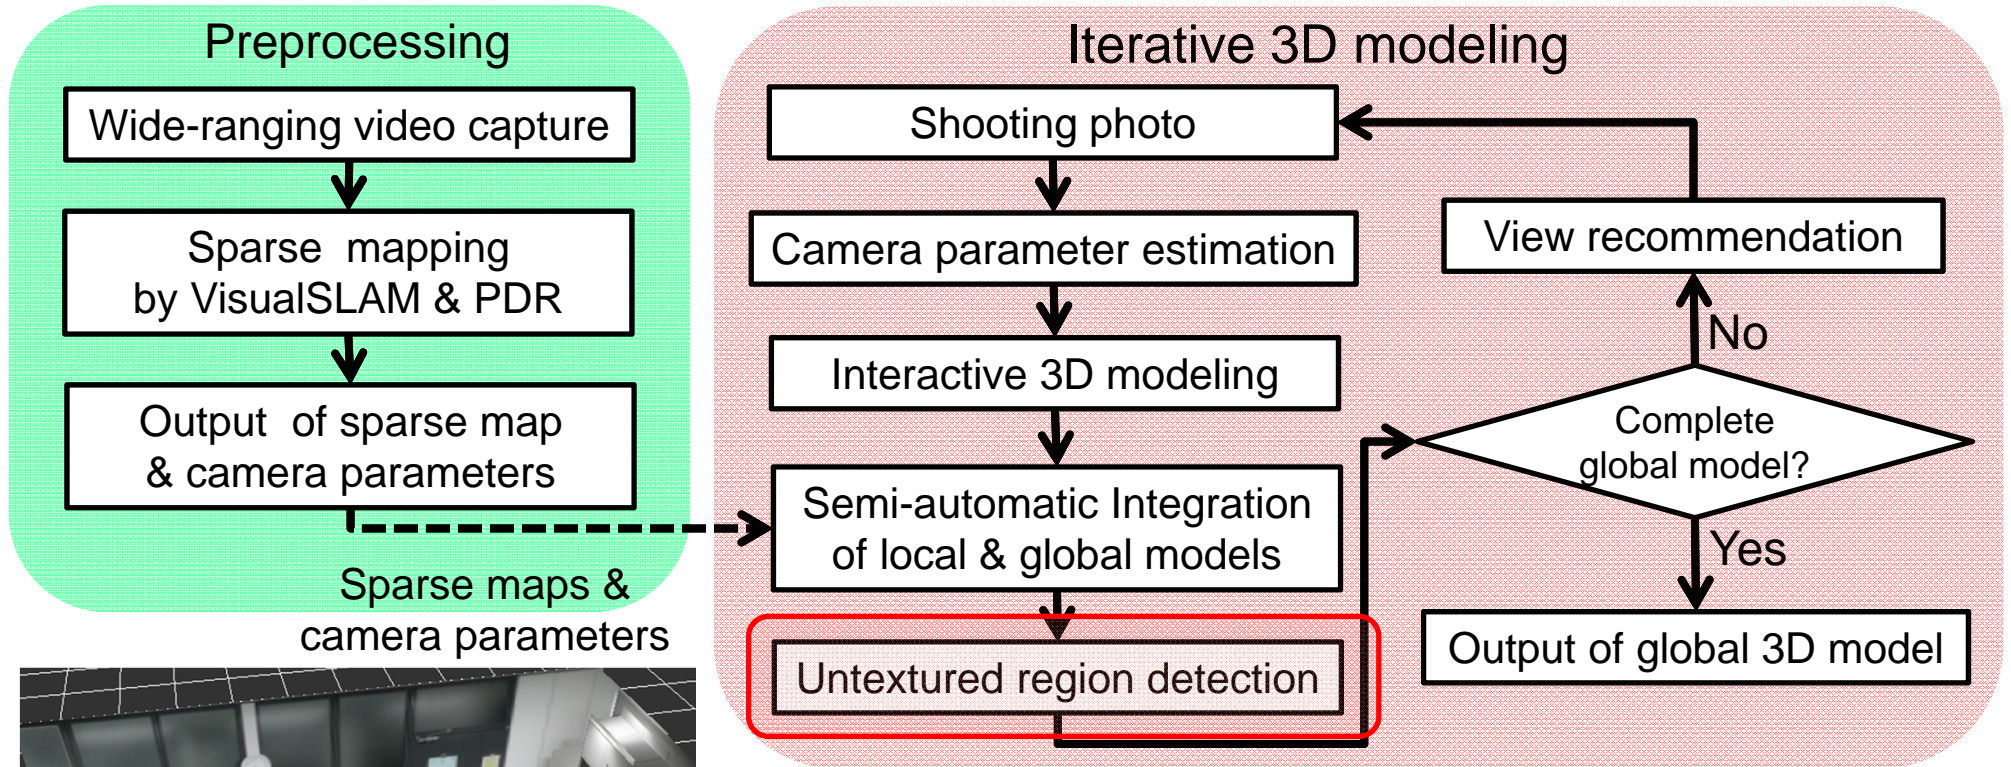 Preprocessing
Wide-ranging video capture
Sparse mapping
by VisualSLAM & PDR
Output of sparse map
& camera parameters
Sparse maps &
camera parameters
Iterative 3D modeling
Shooting photo
Camera parameter estimation
Interactive 3D modeling
Semi-automatic Integration
of local & global models
Untextured region detection
View recommendation
No
Complete
global model?
Yes
Output of global 3D model